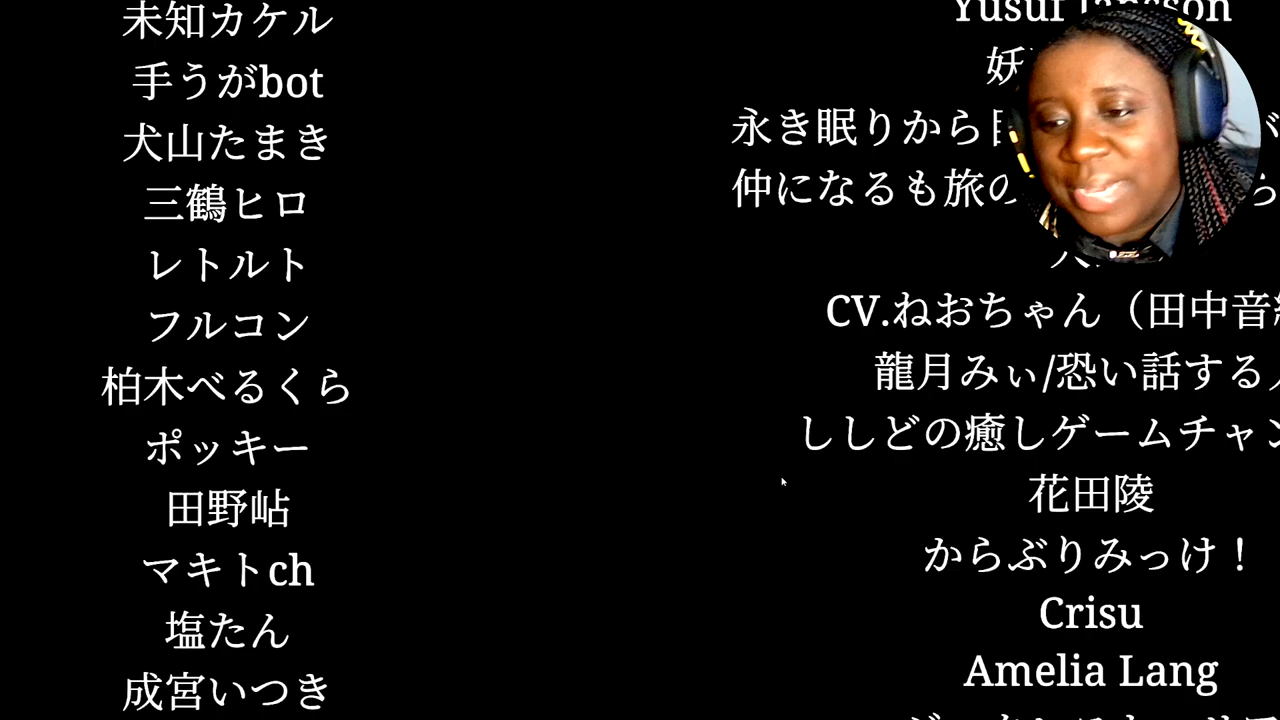 未知カケル
手うがbot
犬山たまき
三鶴ヒロ
レトルト
フルコン
柏木べるくら
ポッキー
田野岾
マキトch
塩たん
成宮いつき
Yusuf
妖
永き眠りから
仲になるも旅の
CV.ねおちゃん（田中音
龍月みぃ/恐い話する
ししどの癒しゲームチャン
花田陵
からぶりみっけ！
Crisu
Amelia Lang